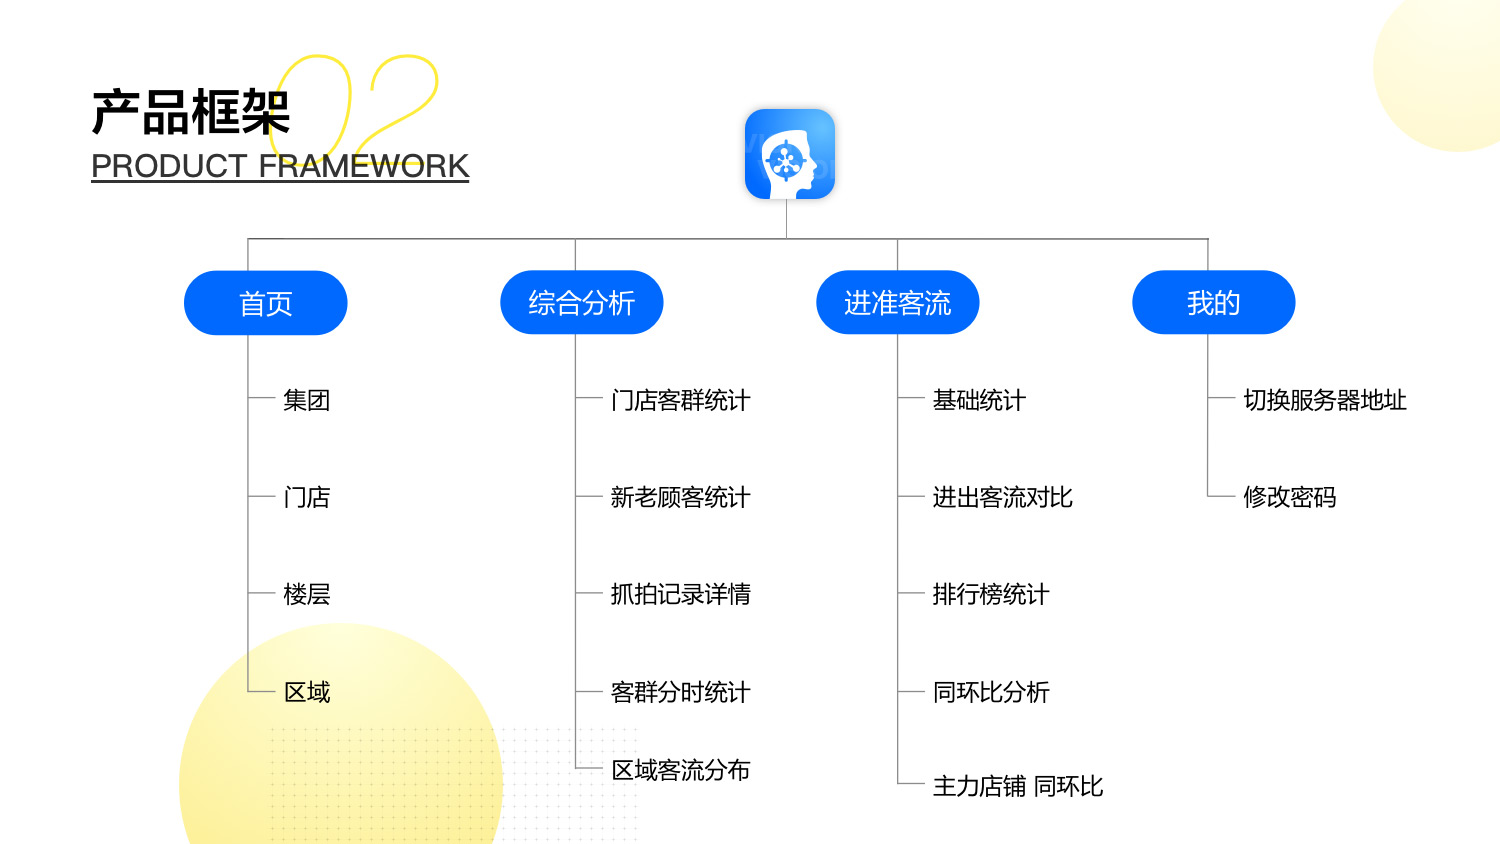 02
产品框架
PRODUCT FRAMEWORK
首页
综合分析
进准客流
我的
集团
门店客群统计
基础统计
切换服务器地址
门店
新老顾客统计
进出客流对比
修改密码
楼层
抓拍记录详情
排行榜统计
区域
客群分时统计
同环比分析
区域客流分布
主力店铺 同环比